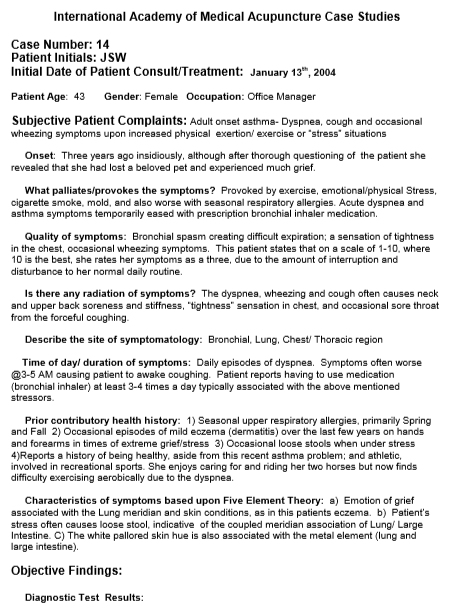 International Academy of Medical Acupuncture Case Studies
Case Number: 14
Patient Initials: JSW
Initial Date of Patient Consult/Treatment: January 13th, 2004
Patient Age: 43 Gender: Female Occupation: Office Manager
Subjective Patient Complaints: Adult onset asthma- Dyspnea, cough and occasional
wheezing symptoms upon increased physical exertion/ exercise or "stress" situations
Onset: Three years ago insidiously, although after thorough questioning of the patient she
revealed that she had lost a beloved pet and experienced much grief.
What palliates/provokes the symptoms? Provoked by exercise, emotional/physical Stress,
cigarette smoke, mold, and also worse with seasonal respiratory allergies. Acute dyspnea and
asthma symptoms temporarily eased with prescription bronchial inhaler medication.
Quality of symptoms: Bronchial spasm creating difficult expiration; a sensation of tightness
in the chest, occasional wheezing symptoms. This patient states that on a scale of 1-10, where
10 is the best, she rates her symptoms as a three, due to the amount of interruption and
disturbance to her normal daily routine.
Is there any radiation of symptoms? The dyspnea, wheezing and cough often causes neck
and upper back soreness and stiffness, "tightness" sensation in chest, and occasional sore throat
from the forceful coughing.
Describe the site of symptomatology: Bronchial, Lung, Chest/ Thoracic region
Time of day/ duration of symptoms: Daily episodes of dyspnea. Symptoms often worse
@3-5 AM causing patient to awake coughing. Patient reports having to use medication
(bronchial inhaler) at least 3-4 times a day typically associated with the above mentioned
stressors.
Prior contributory health history: 1) Seasonal upper respiratory allergies, primarily Spring
and Fall 2) Occasional episodes of mild eczema (dermatitis) over the last few years on hands
and forearms in times of extreme grief/stress 3) Occasional loose stools when under stress
4)Reports a history of being healthy, aside from this recent asthma problem; and athletic,
involved in recreational sports. She enjoys caring for and riding her two horses but now finds
difficulty exercising aerobically due to the dyspnea.
Characteristics of symptoms based upon Five Element Theory: a) Emotion of grief
associated with the Lung meridian and skin conditions, as in this patients eczema. b) Patient's
stress often causes loose stool, indicative of the coupled meridian association of Lung/ Large
Intestine. C) The white pallored skin hue is also associated with the metal element (lung and
large intestine).
Objective Findings:
Diagnostic Test Results: